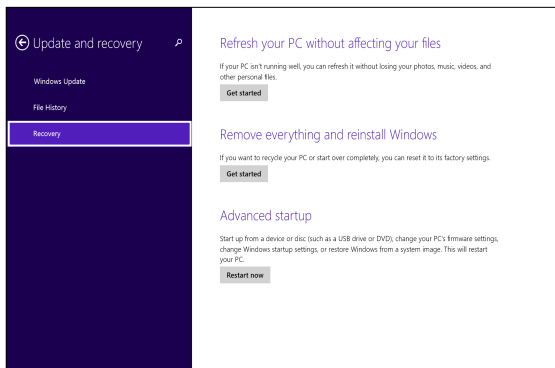 Update and recovery
Windows Update
File History
Recovery
Refresh your PC without affecting your files
If your PC isn't running well, you can refresh it without losing your photos, music, videos, and
other personal files.
Get started
Remove everything and reinstall Windows
If you want to recycle your PC or start over completely, you can reset it to its factory settings.
Get started
Advanced startup
Start up from a device or disc (such as a USB drive or DVD), change your PC's firmware settings,
change Windows startup settings, or restore Windows from a system image. This will restart
your PC.
Restart now